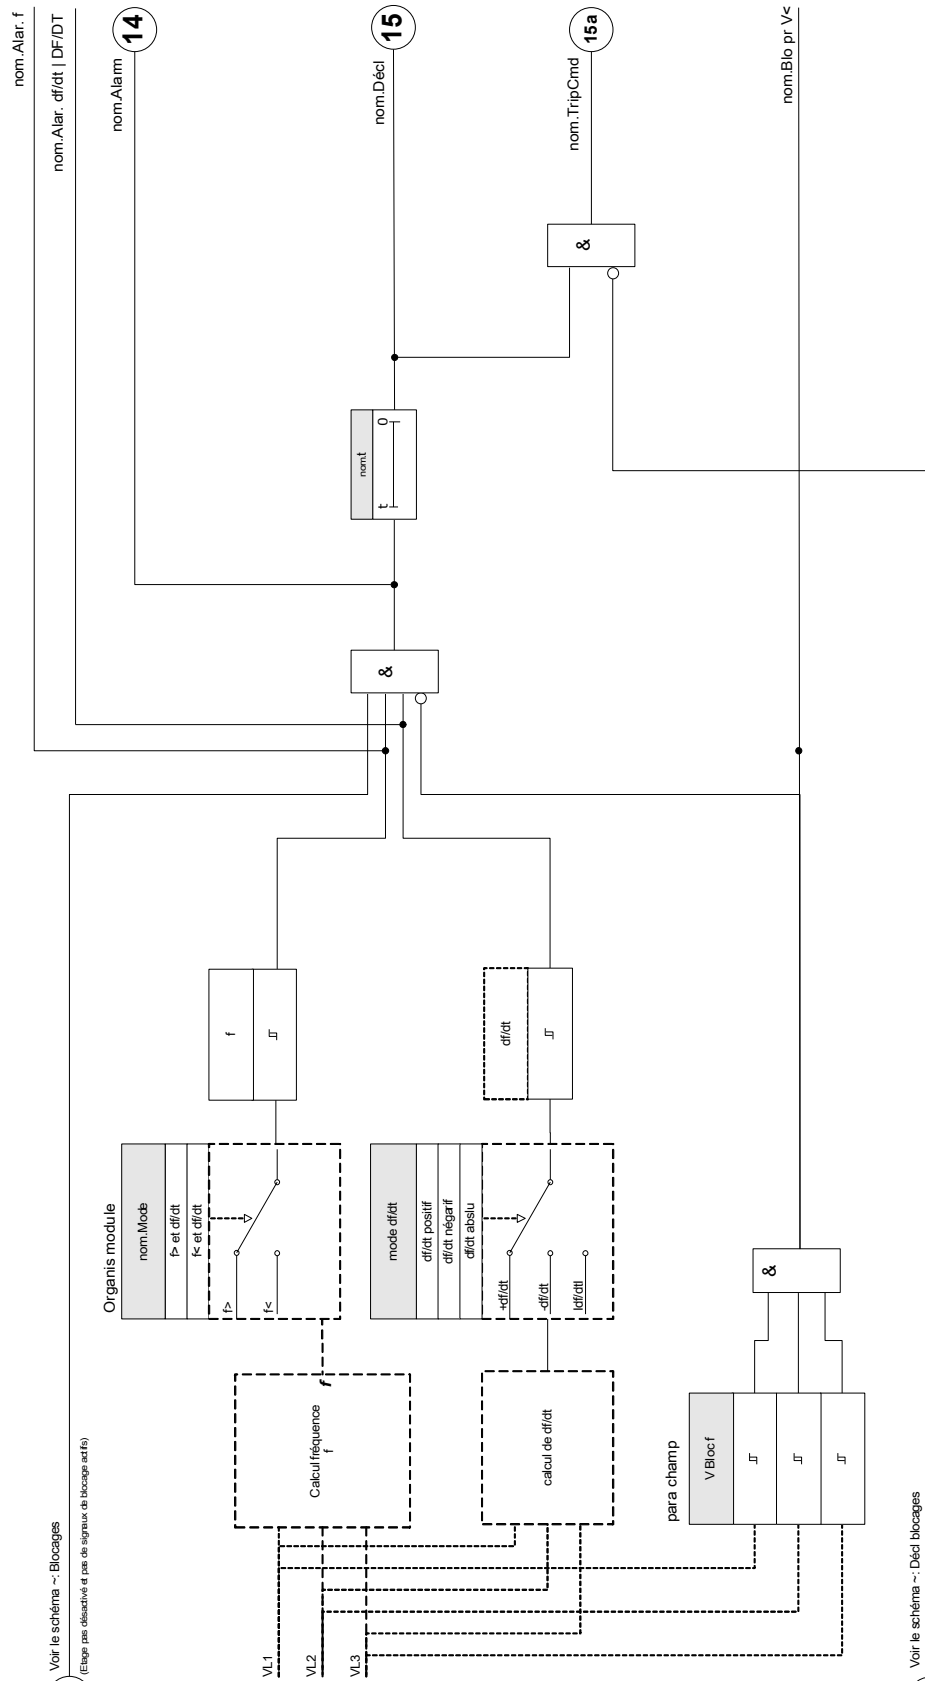 nom.Alar. f
nom.Alar. df/dt | DF/DT
14
nom.Alarm
15
nom.Décl
15a
nom.TripCmd
nom.Blo pr V<
&
nom.t
t
0
&
f
df/dt
Organis module
nom.Mode
f> et df/dt
f< et df/dt
f>
f<
mode df/dt
df/dt positif
df/dt négarif
df/dt abslu
+df/dt
-df/dt
Idf/dtI
&
f
Calcul fréquence
f
calcul de df/dt
para champ
V Bloc f
Voir le schéma ~: Blocages
(Etage pas désactivé et pas de signaux de blocage actifs)
VL1
VL2
VL3
Voir le schéma ~: Décl blocages